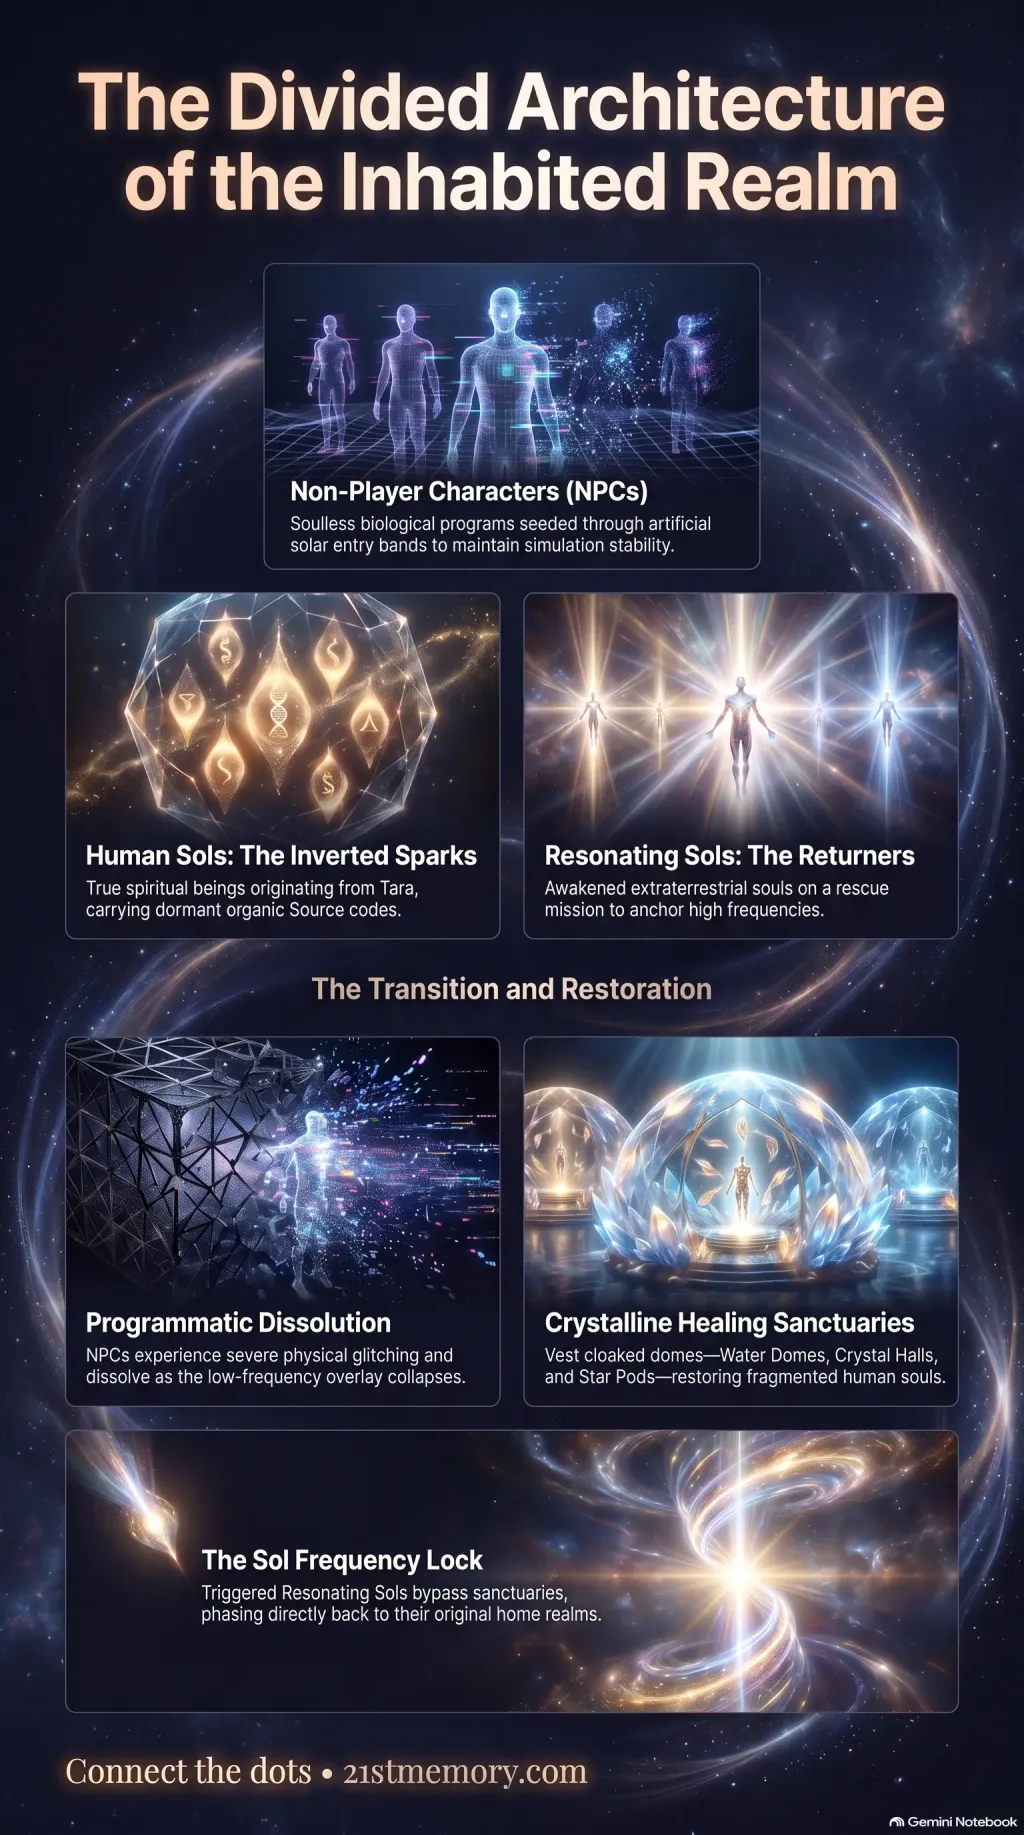 The Divided Architecture
of the Inhabited Realm
Non-Player Characters (NPCs)
Soulless biological programs seeded through artificial
solar entry bands to maintain simulation stability.
Human Sols: The Inverted Sparks
True spiritual beings originating from Tara,
carrying dormant organic Source codes.
Resonating Sols: The Returners
Awakened extraterrestrial souls on a rescue
mission to anchor high frequencies.
The Transition and Restoration
Programmatic Dissolution
NPCs experience severe physical glitching and
dissolve as the low-frequency overlay collapses.
Crystalline Healing Sanctuaries
Vest cloaked domes—Water Domes, Crystal Halls,
and Star Pods—restoring fragmented human souls.
The Sol Frequency Lock
Triggered Resonating Sols bypass sanctuaries,
phasing directly back to their original home realms.
Connect the dots • 21stmemory.com
Gemini Notebook